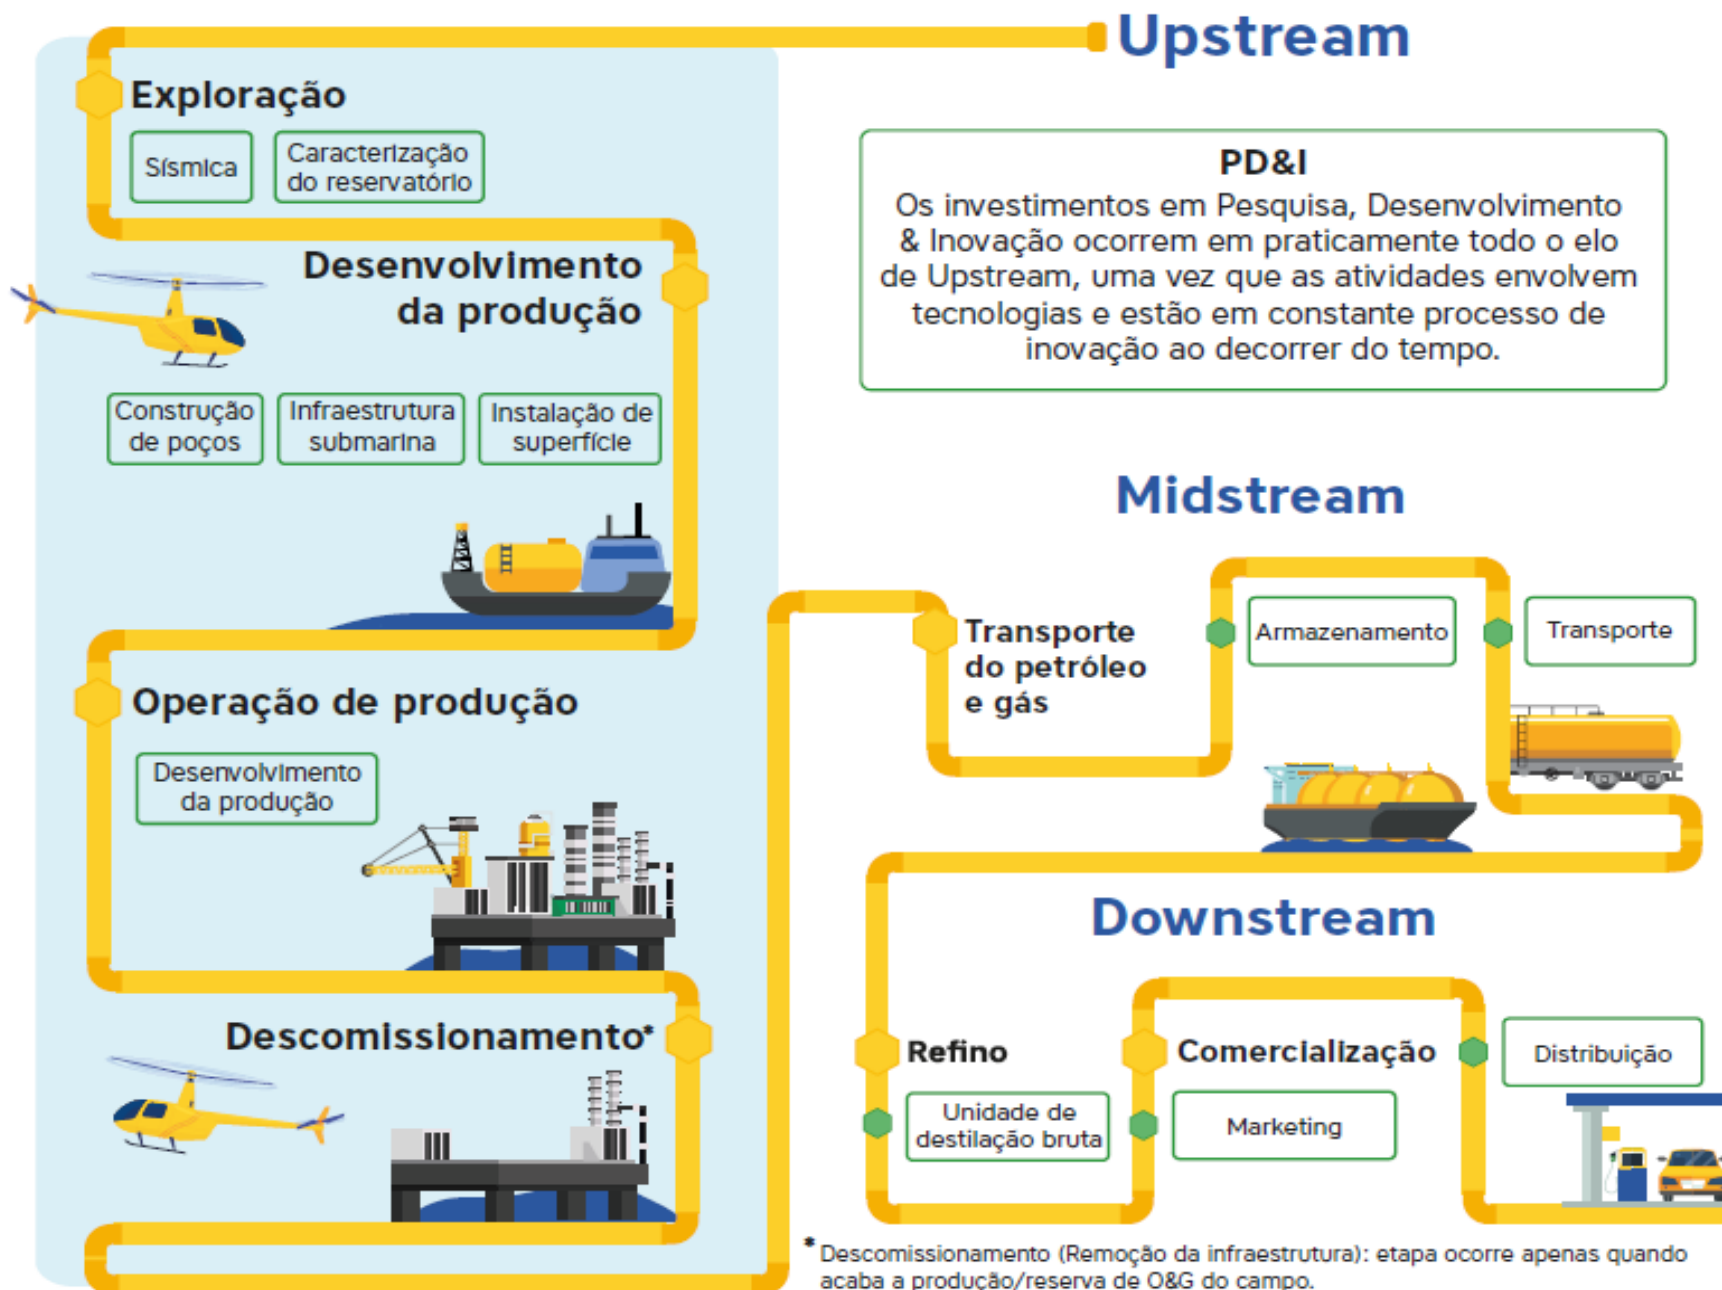 Upstream
Exploração
Sísmica
Caracterização
do reservatório
PD&I
Os investimentos em Pesquisa, Desenvolvimento
& Inovação ocorrem em praticamente todo o elo
de Upstream, uma vez que as atividades envolvem
tecnologias e estão em constante processo de
inovação ao decorrer do tempo.
Desenvolvimento
da produção
Construção
de poços
Infraestrutura
submarina
Instalação de
superfície
Operação de produção
Desenvolvimento
da produção
Descomissionamento*
Midstream
Transporte
do petróleo
e gás
Armazenamento
Transporte
Downstream
Refino
Unidade de
destilação bruta
Comercialização
Marketing
Distribuição
* Descomissionamento (Remoção da infraestrutura): etapa ocorre apenas quando
acaba a produção/reserva de O&G do campo.